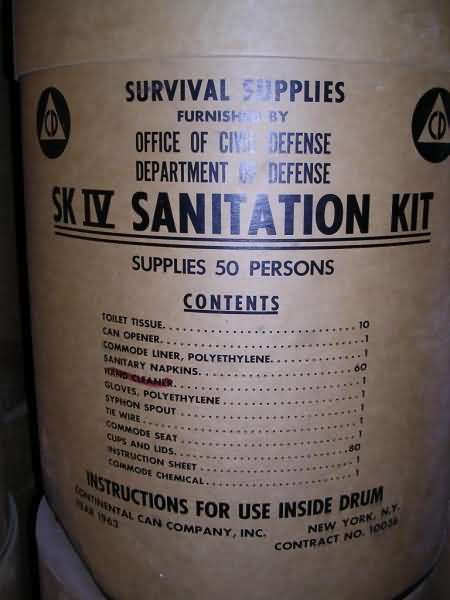 SURVIVAL SUPPLIES
FURNISHED BY
OFFICE OF CIVIL DEFENSE
DEPARTMENT OF DEFENSE
CD
CD
SK IV SANITATION KIT
SUPPLIES 50 PERSONS
CONTENTS
TOILET TISSUE. . . . . . . . . . 10
CAN OPENER. . . . . . . . . . 1
COMMODE LINER, POLYETHYLENE. . . . . . . . . . 1
SANITARY NAPKINS. . . . . . . . . . 60
HAND CLEANER. . . . . . . . . . 1
GLOVES, POLYETHYLENE . . . . . . . . . . 1
SYPHON SPOUT . . . . . . . . . . 1
TIE WIRE. . . . . . . . . . 1
COMMODE SEAT . . . . . . . . . . 1
CUPS AND LIDS. . . . . . . . . . 80
INSTRUCTION SHEET . . . . . . . . . . 1
COMMODE CHEMICAL. . . . . . . . . . 1
INSTRUCTIONS FOR USE INSIDE DRUM
CONTINENTAL CAN COMPANY, INC. NEW YORK, N.Y.
YEAR 1963 CONTRACT NO. 10036